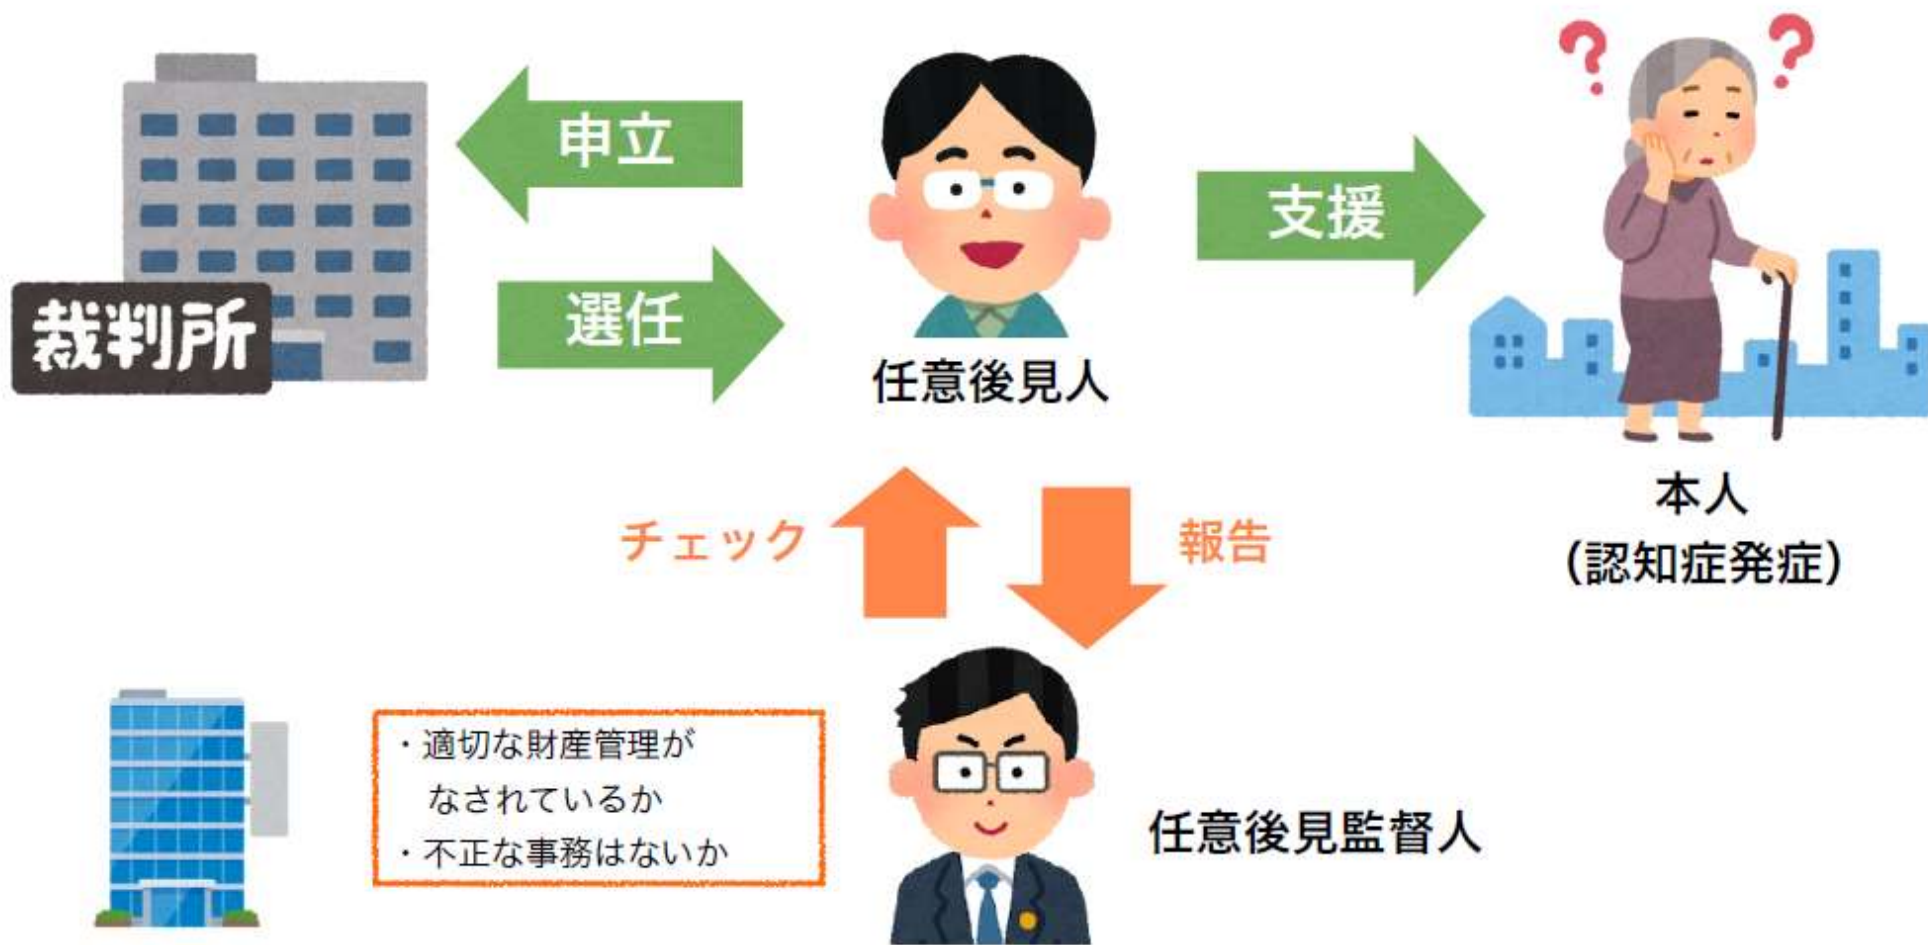 申立
裁判所
選任
任意後見人
支援
本人
(認知症発症)
チェック
報告
・適切な財産管理が
なされているか
・不正な事務はないか
任意後見監督人